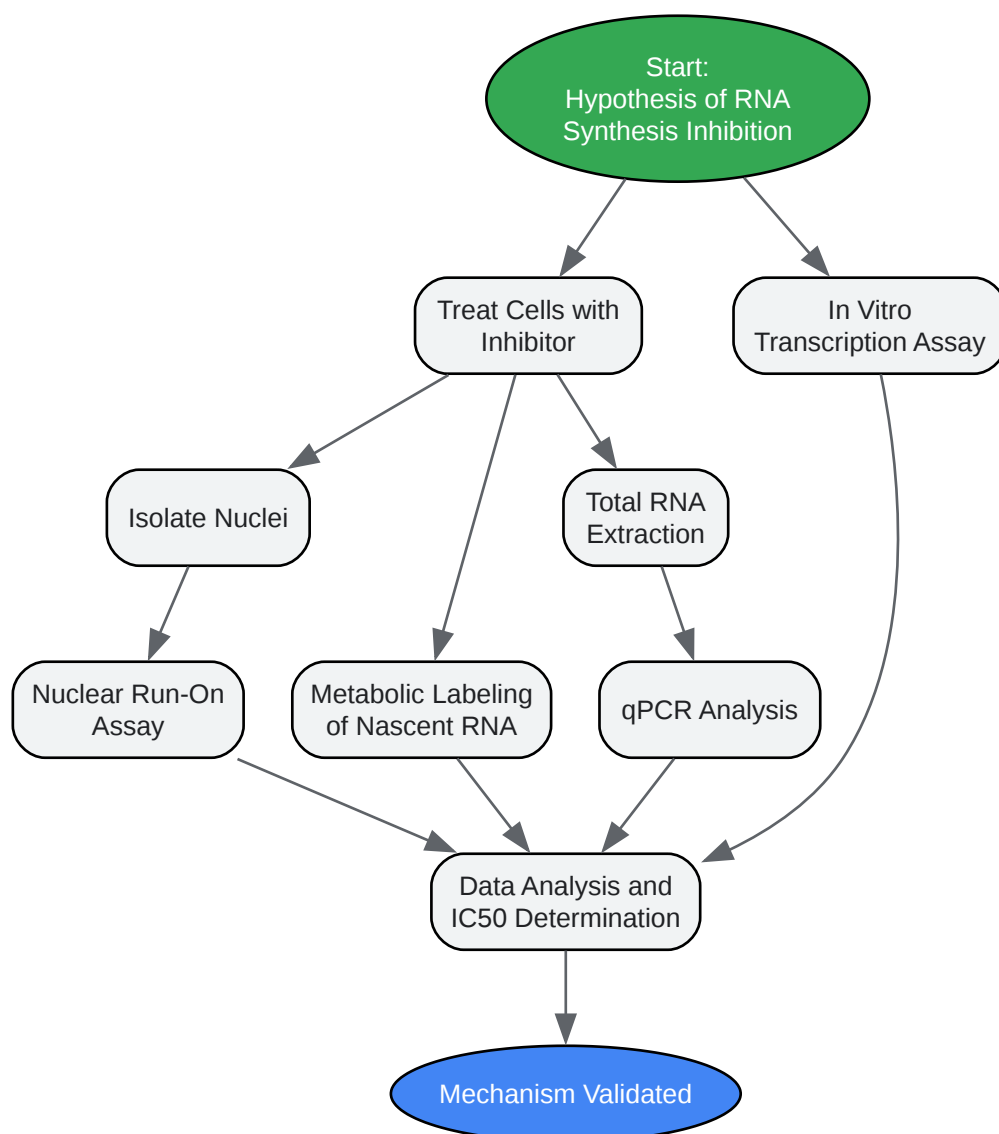 Start:
Hypothesis of RNA
Synthesis Inhibition
Treat Cells with
Inhibitor
In Vitro
Transcription Assay
Isolate Nuclei
Total RNA
Extraction
Nuclear Run-On
Assay
Metabolic Labeling
of Nascent RNA
qPCR Analysis
Data Analysis and
IC50 Determination
Mechanism Validated